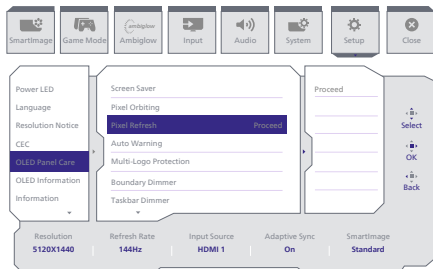 SmartImage
Game Mode
ambiglow
Ambiglow
Input
Audio
System
Setup
Close
Power LED
Language
Resolution Notice
CEC
OLED Panel Care
OLED Information
Information
Screen Saver
Pixel Orbiting
Pixel Refresh Proceed
Auto Warning
Multi-Logo Protection
Boundary Dimmer
Taskbar Dimmer
Proceed
Select
OK
Back
Resolution Refresh Rate Input Source Adaptive Sync SmartImage
5120X1440 144Hz HDMI 1 On Standard